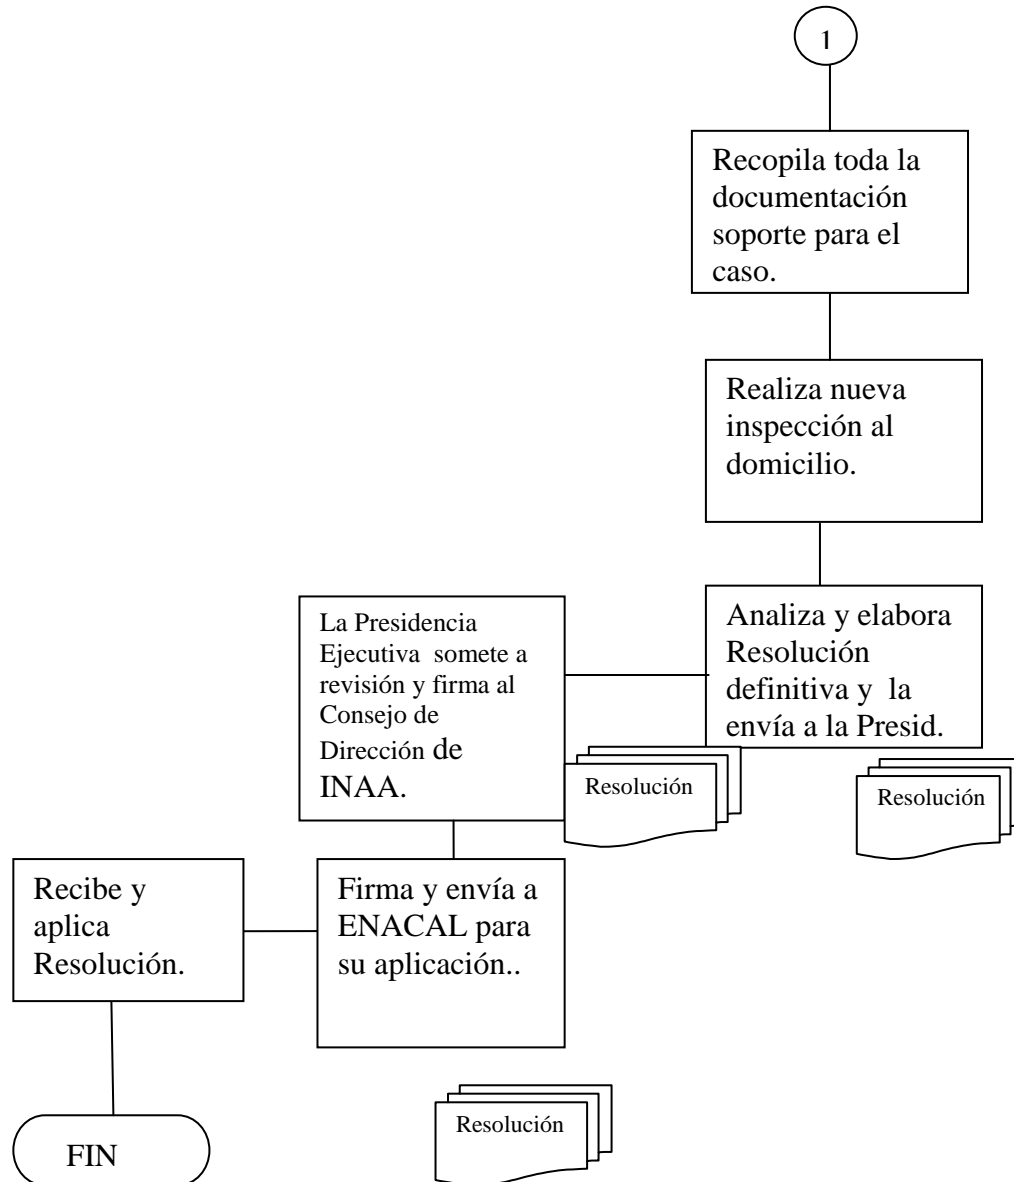 1
Recopila toda la
documentación
soporte para el
caso.
Realiza nueva
inspección al
domicilio.
Analiza y elabora
Resolución
definitiva y la
envía a la Presid.
Resolución
La Presidencia
Ejecutiva somete a
revisión y firma al
Consejo de
Dirección de
INAA.
Resolución
Firma y envía a
ENACAL para
su aplicación..
Resolución
Recibe y
aplica
Resolución.
FIN